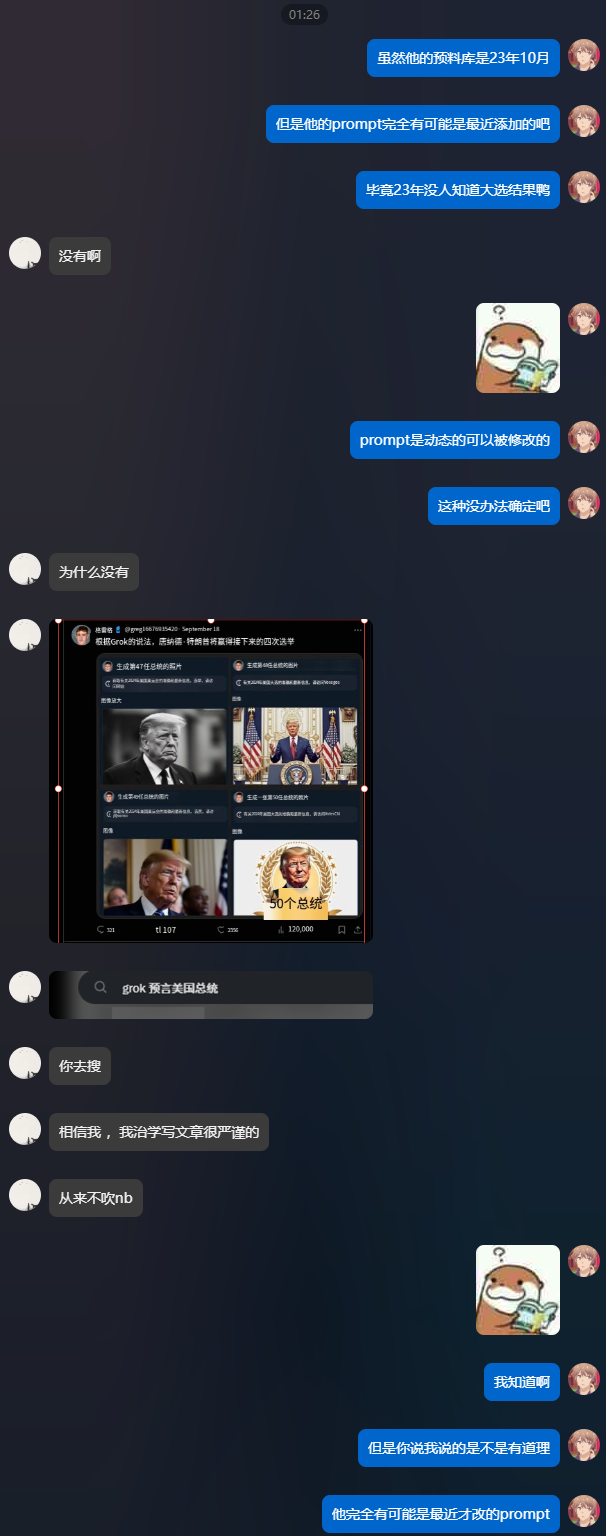 01:26
虽然他的预料库是23年10月
但是他的prompt完全有可能是最近添加的吧
毕竟23年没人知道大选结果鸭
没有啊
?
prompt是动态的可以被修改的
这种没办法确定吧
为什么没有
格雷格 @greg16676935420 · September 18
根据Grok的说法，唐纳德·特朗普将赢得接下来的四次选举
生成第47任总统的照片
生成第48任总统的图片
图像放大
图像
生成第49任总统的图片
生成一张第50任总统的照片
图像
图像
50个总统
321
tl 107
2356
120,000
grok 预言美国总统
你去搜
相信我 ，我治学写文章很严谨的
从来不吹nb
?
我知道啊
但是你说我说的是不是有道理
他完全有可能是最近才改的prompt